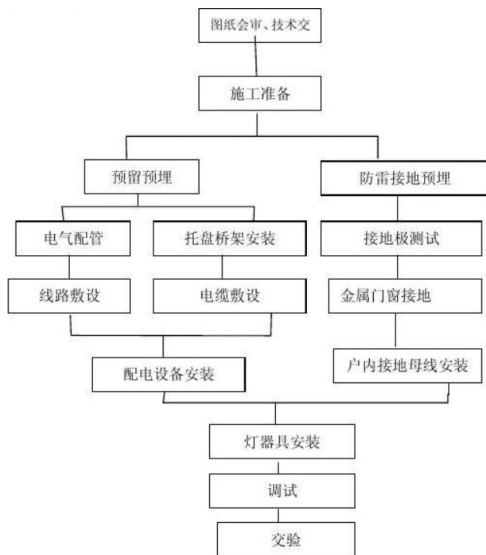 图纸会审、技术交
施工准备
预留预埋
防雷接地预埋
电气配管
托盘桥架安装
接地极测试
线路敷设
电缆敷设
金属门窗接地
配电设备安装
户内接地母线安装
灯器具安装
调试
交验